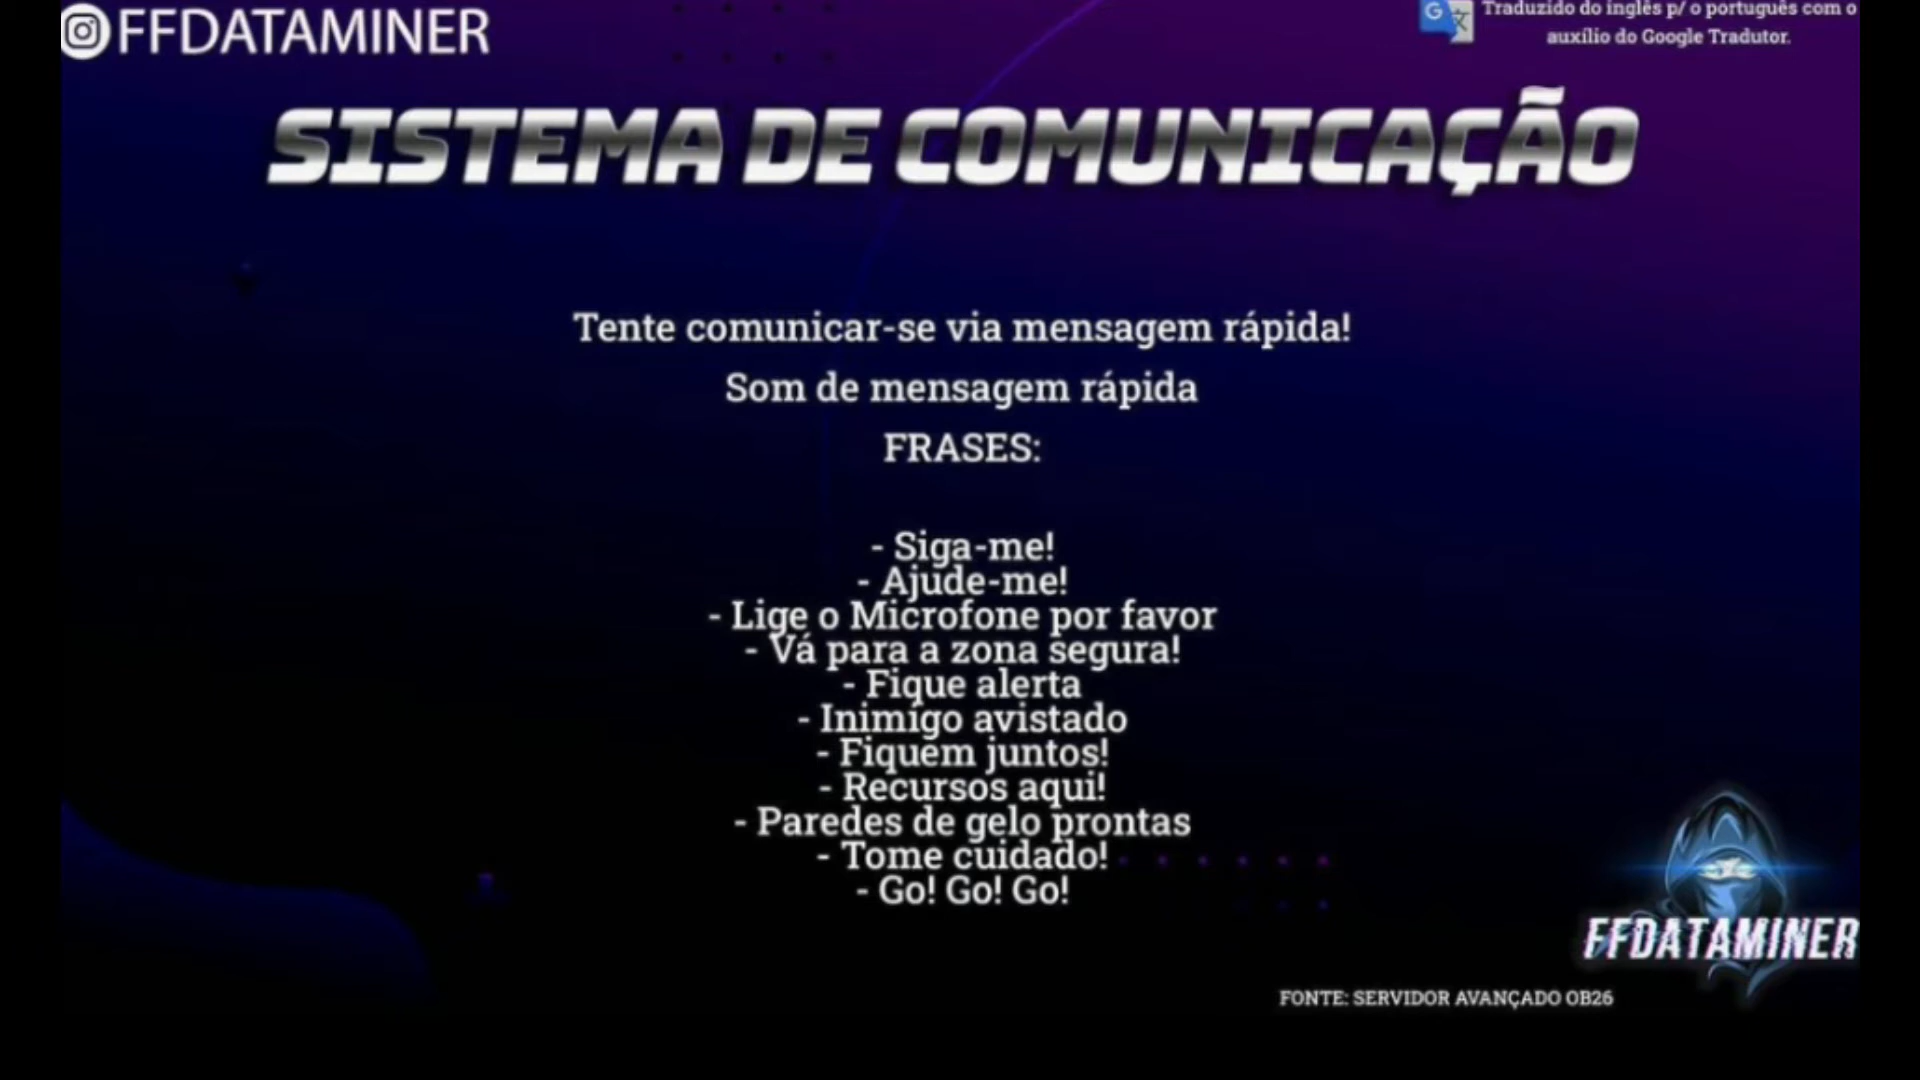 FFDATAMINER
Traduzido do inglês p/ o português com o
auxílio do Google Tradutor.
SISTEMA DE COMUNICAÇÃO
Tente comunicar-se via mensagem rápida!
Som de mensagem rápida
FRASES:
- Siga-me!
- Ajude-me!
- Lige o Microfone por favor
- Vá para a zona segura!
- Fique alerta
- Inimigo avistado
- Fiquem juntos!
- Recursos aqui!
- Paredes de gelo prontas
- Tome cuidado!
- Go! Go! Go!
FFDATAMINER
FONTE: SERVIDOR AVANÇADO OB26